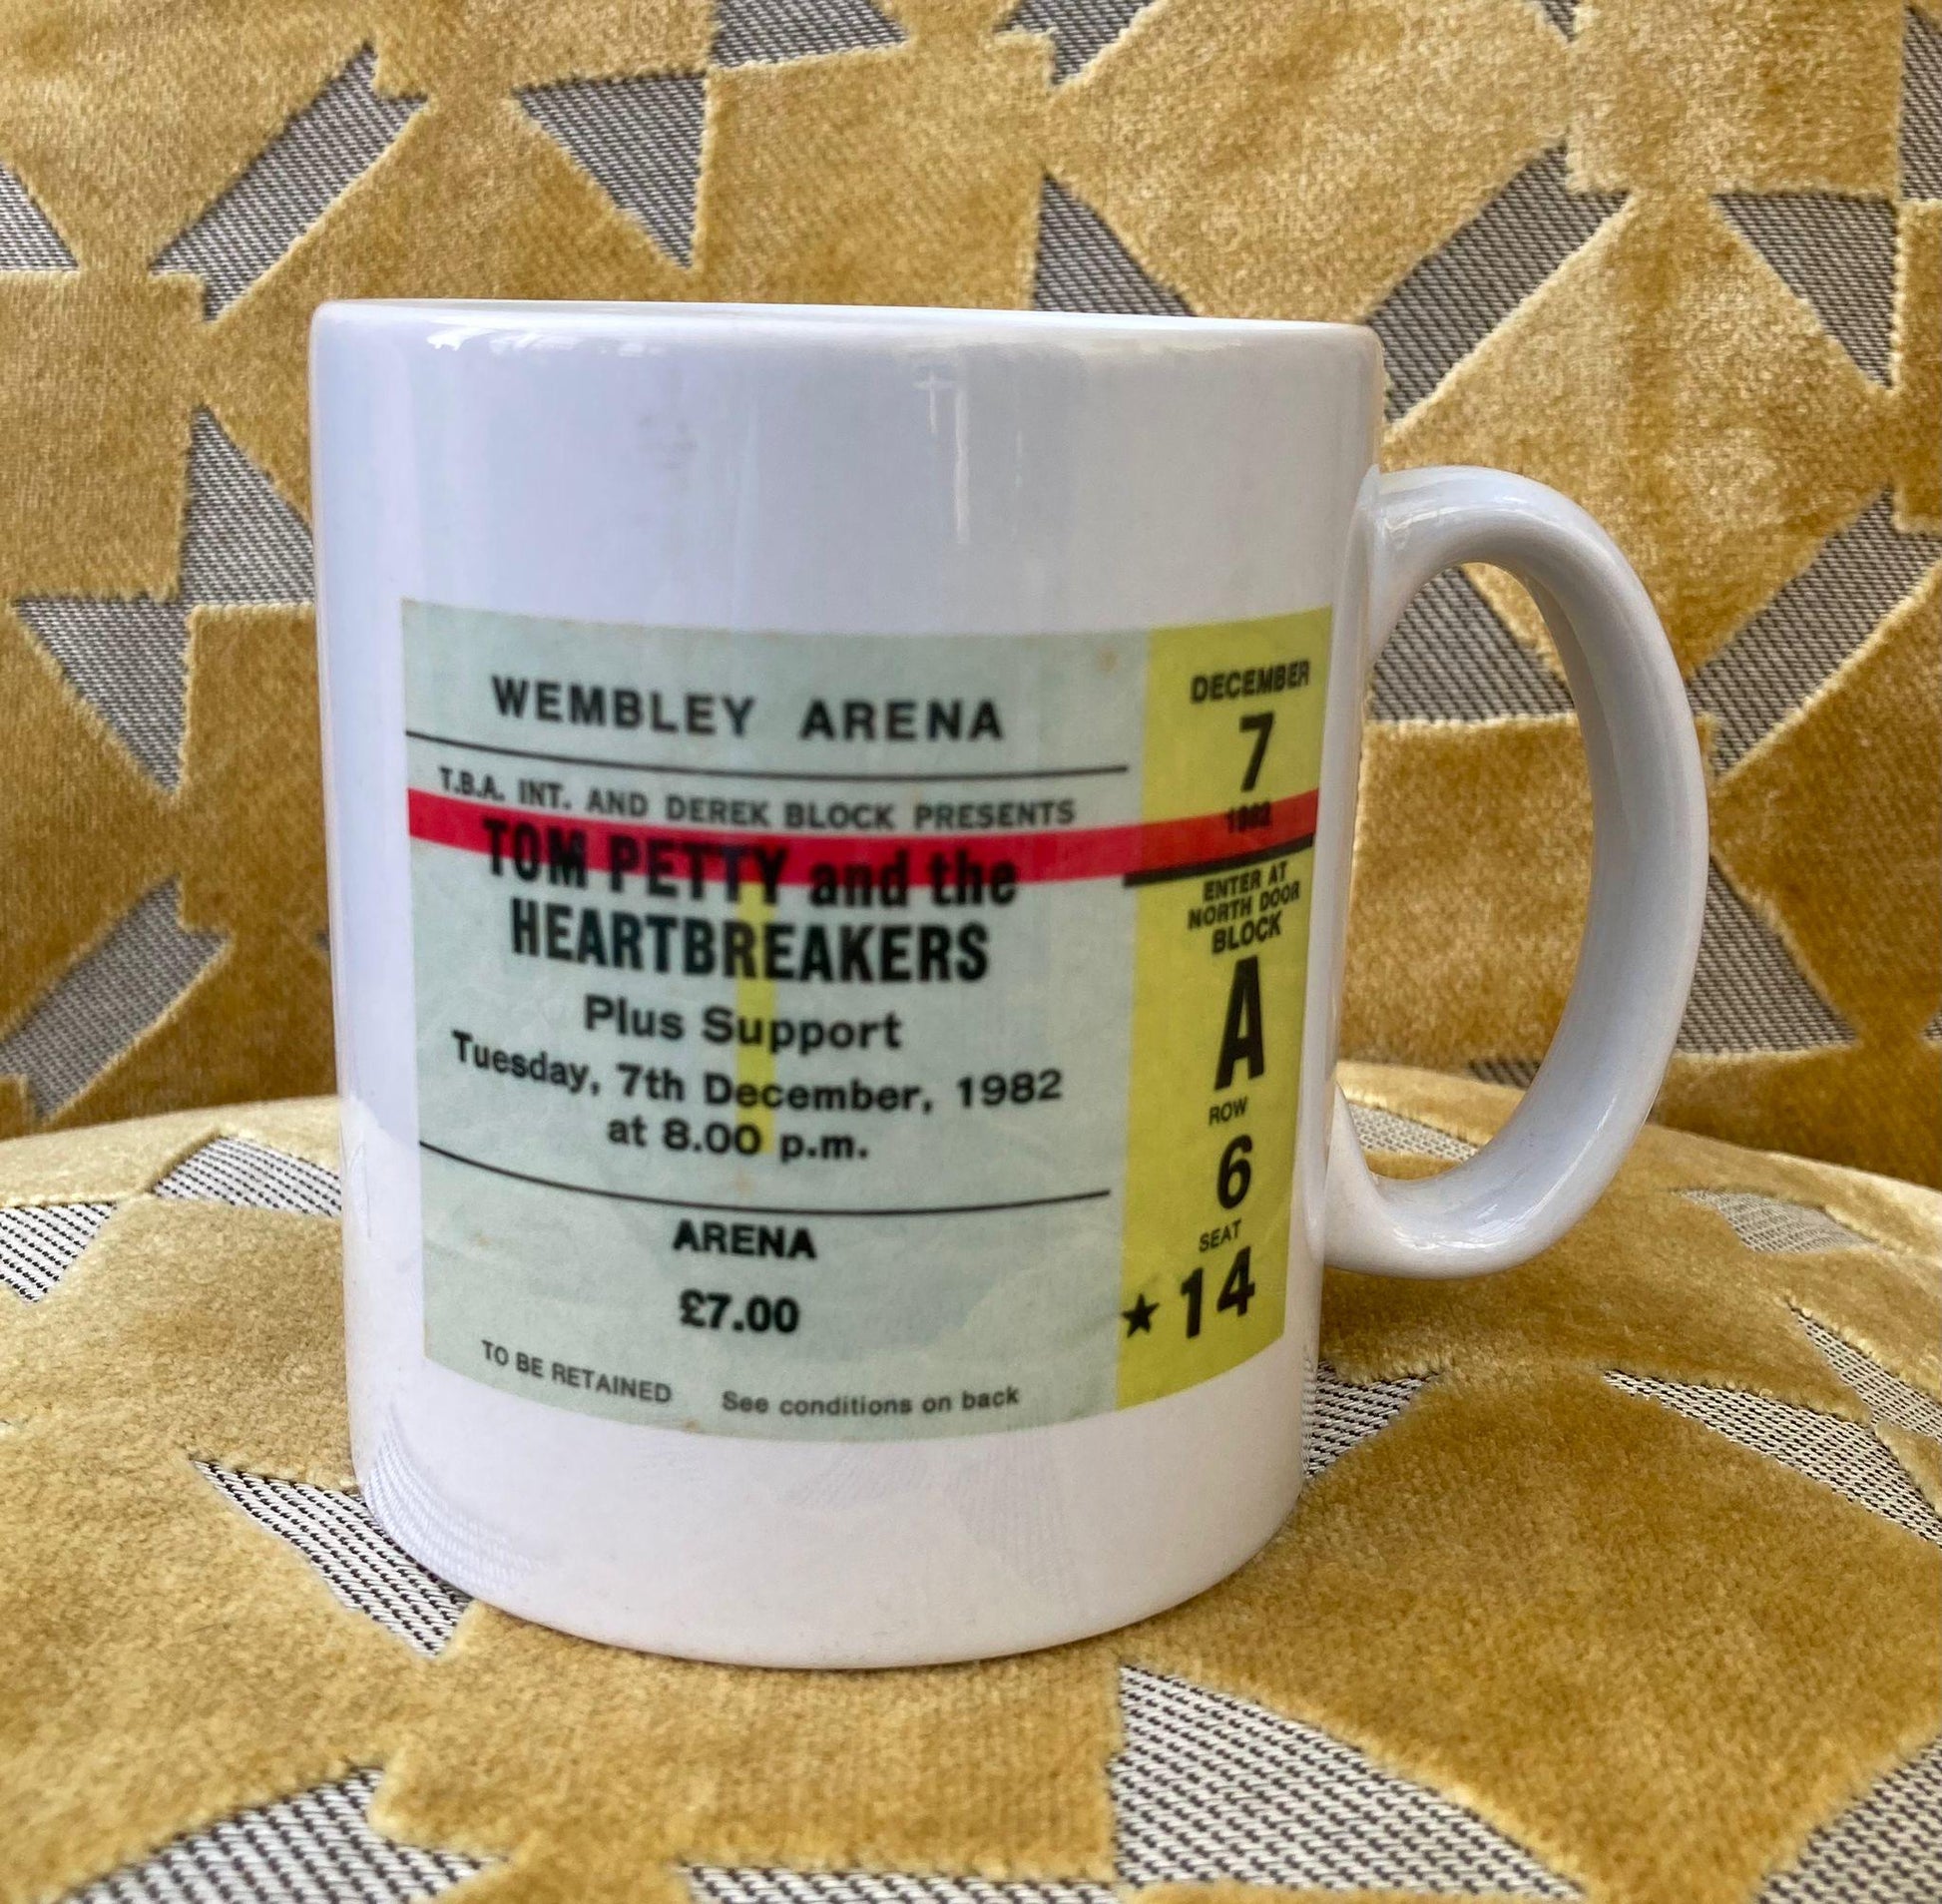 WEMBLEY ARENA
T.B.A. INT. AND DEREK BLOCK PRESENTS
TOM PETTY and the
HEARTBREAKERS
Plus Support
Tuesday, 7th December, 1982
at 8.00 p.m.
ARENA
£7.00
TO BE RETAINED See conditions on back
DECEMBER
7
1982
ENTER AT
NORTH DOOR
BLOCK
A
ROW
6
SEAT
★ 14